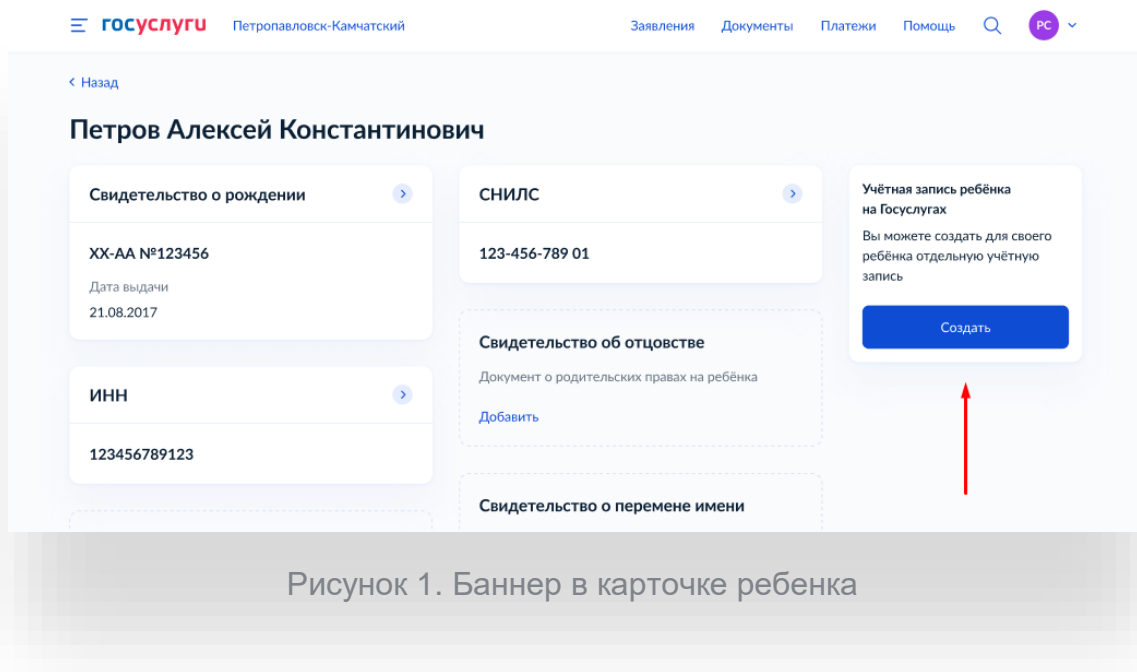 госуслуги Петропавловск-Камчатский Заявления Документы Платежи Помощь РС
Назад
Петров Алексей Константинович
Свидетельство о рождении
XX-AA №123456
Дата выдачи
21.08.2017
ИНН
123456789123
СНИЛС
123-456-789 01
Свидетельство об отцовстве
Документ о родительских правах на ребёнка
Добавить
Свидетельство о перемене имени
Учётная запись ребёнка
на Госуслугах
Вы можете создать для своего
ребёнка отдельную учётную
запись
Создать
Рисунок 1. Баннер в карточке ребенка